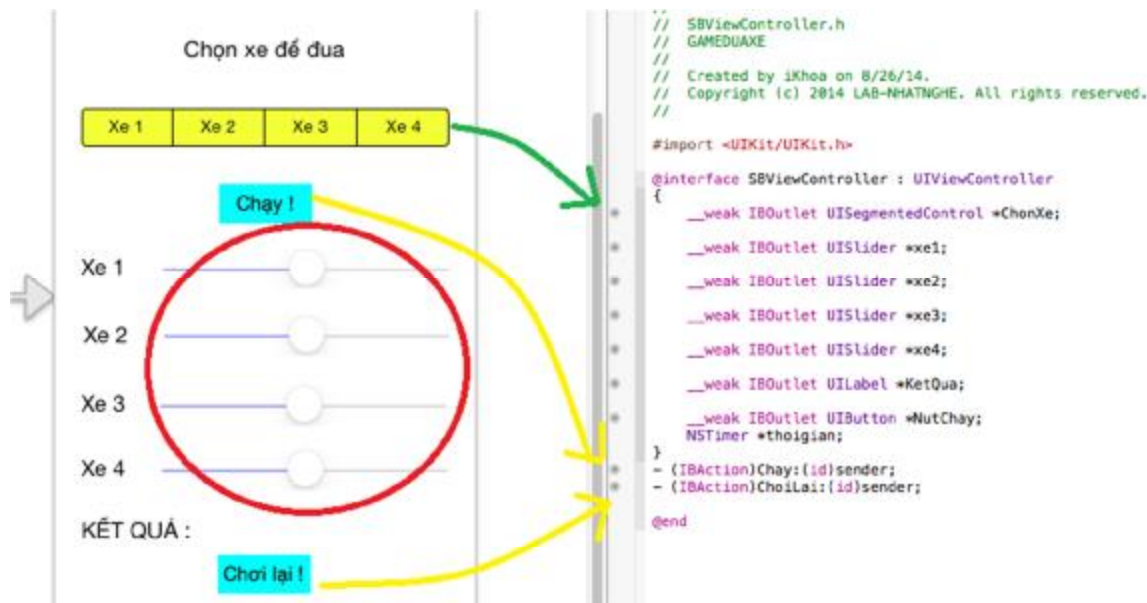 Chọn xe để đua
Xe 1 Xe 2 Xe 3 Xe 4
Chạy !
Xe 1
Xe 2
Xe 3
Xe 4
KẾT QUẢ :
Chơi lại !
//
// SBViewController.h
// GAMEDUAXE
//
// Created by iKhoa on 8/26/14.
// Copyright (c) 2014 LAB-NHATNGHE. All rights reserved.
//
#import <UIKit/UIKit.h>
@interface SBViewController : UIViewController
{
__weak IBOutlet UISegmentedControl *ChonXe;
__weak IBOutlet UISlider *xe1;
__weak IBOutlet UISlider *xe2;
__weak IBOutlet UISlider *xe3;
__weak IBOutlet UISlider *xe4;
__weak IBOutlet UILabel *KetQua;
__weak IBOutlet UIButton *NutChay;
NSTimer *thoigian;
}
- (IBAction)Chay:(id)sender;
- (IBAction)ChoiLai:(id)sender;
@end